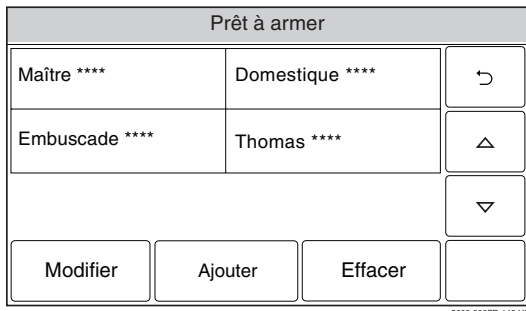 Prêt à armer
Maître ****
Domestique ****
Embuscade ****
Thomas ****
Modifier
Ajouter
Effacer